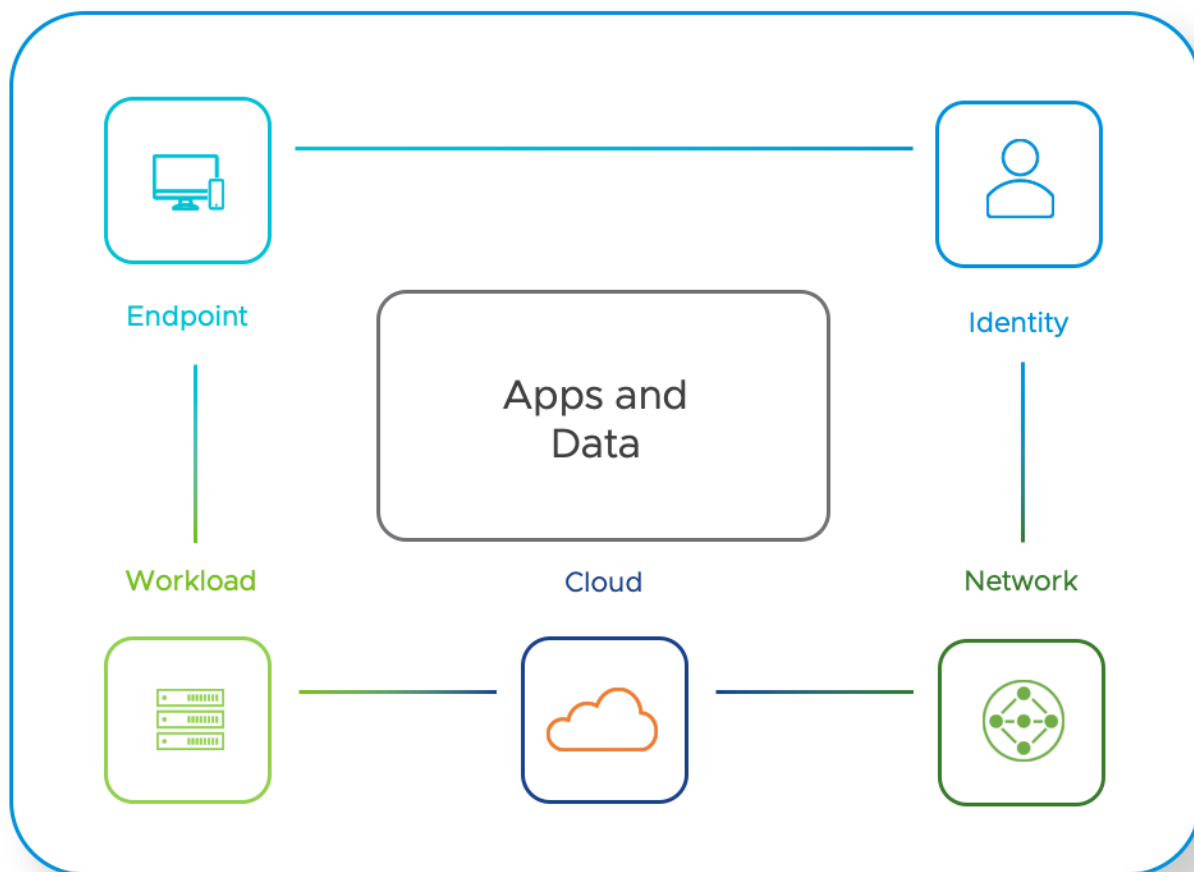 Endpoint
Identity
Apps and
Data
Workload
Cloud
Network